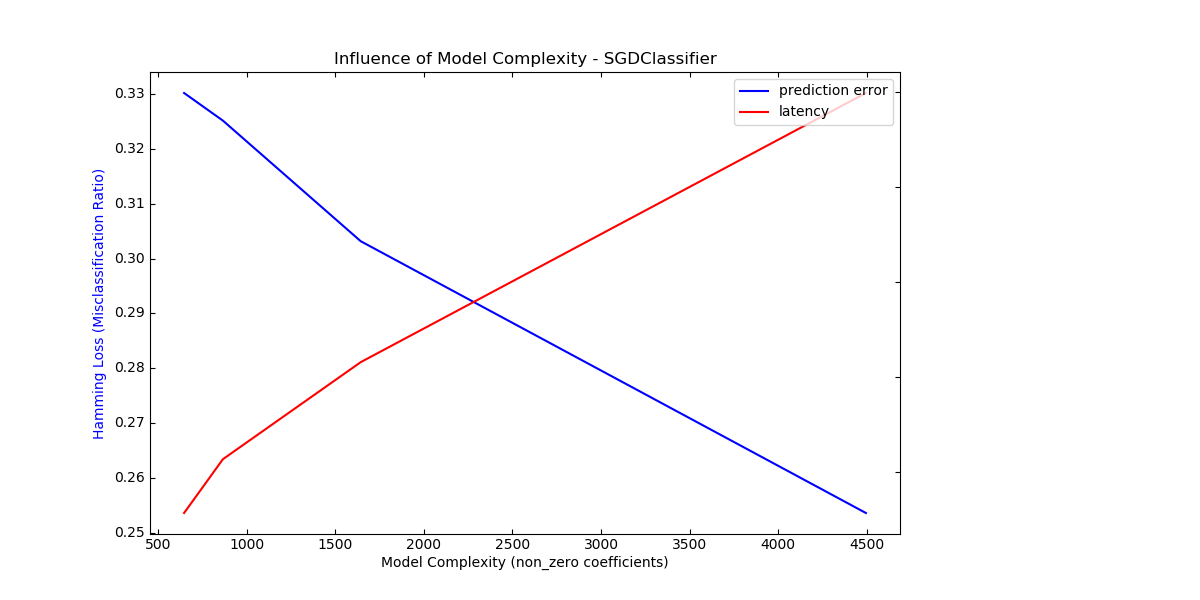 Influence of Model Complexity - SGDClassifier
prediction error
latency
0.33
0.32
0.31
0.30
0.29
0.28
0.27
0.26
0.25
Hamming Loss (Misclassification Ratio)
500 1000 1500 2000 2500 3000 3500 4000 4500
Model Complexity (non_zero coefficients)